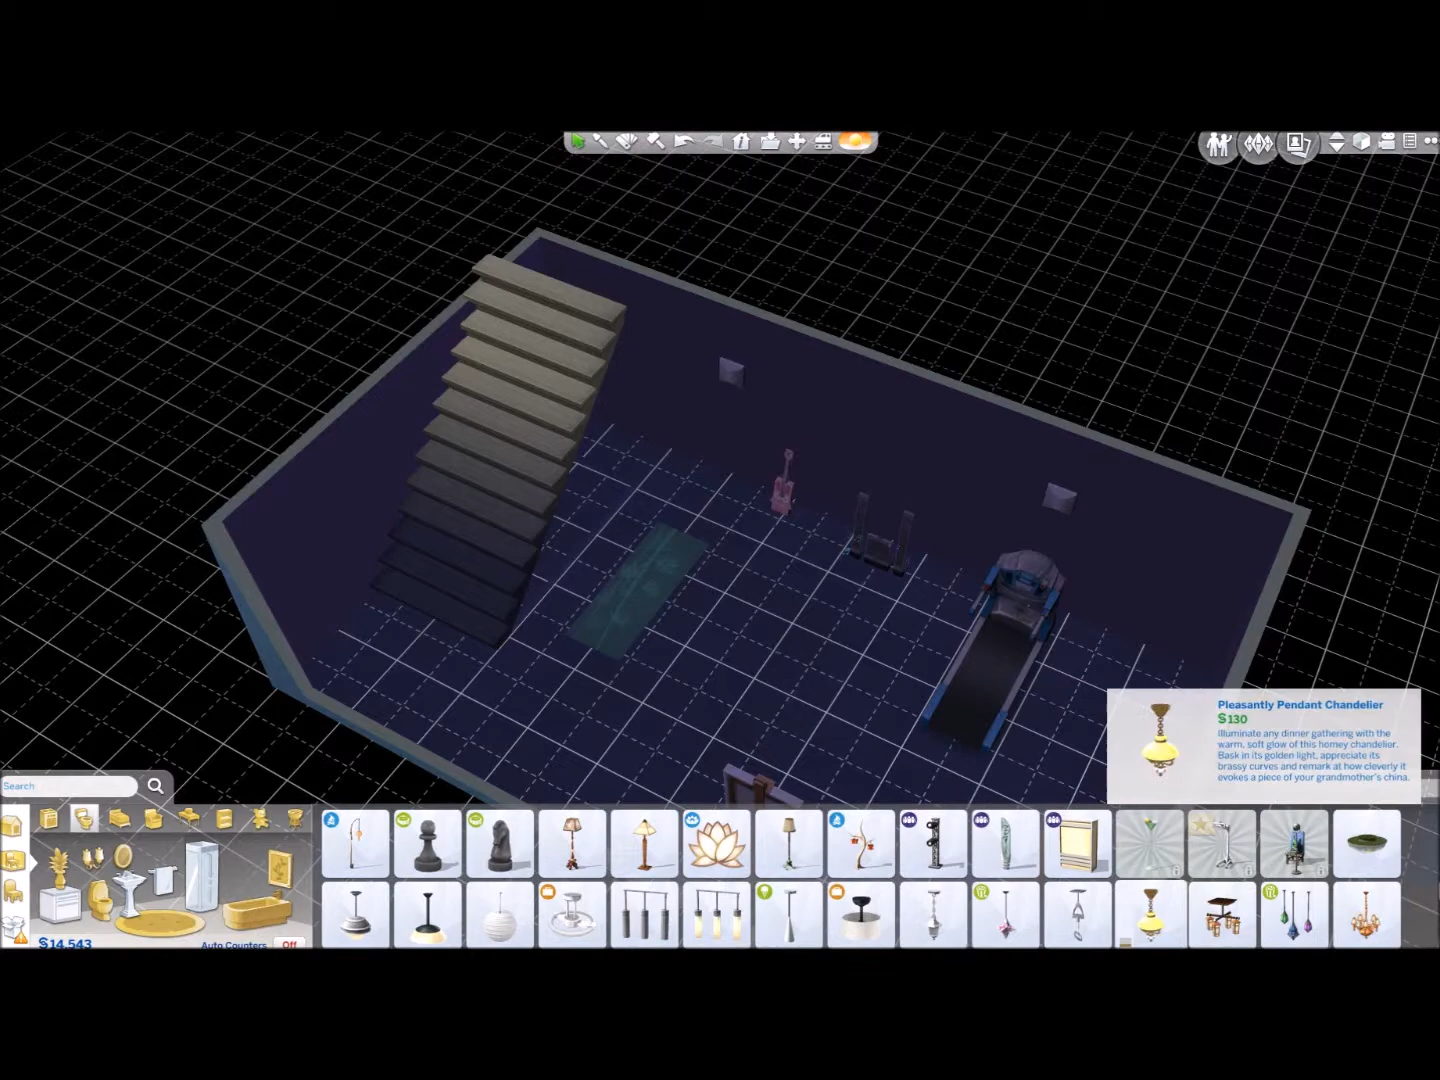 Pleasantly Pendant Chandelier
§130
Illuminate any dinner gathering with the
warm, soft glow of this homey chandelier.
Bask in its golden light, appreciate its
brassy curves and remark at how cleverly it
evokes a piece of your grandmother's china.
Search
§14,543
Auto Counters
Off